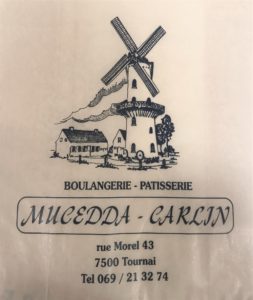 BOULANGERIE - PATISSERIE
MUCEDDA - CARLIN
rue Morel 43
7500 Tournai
Tel 069 / 21 32 74